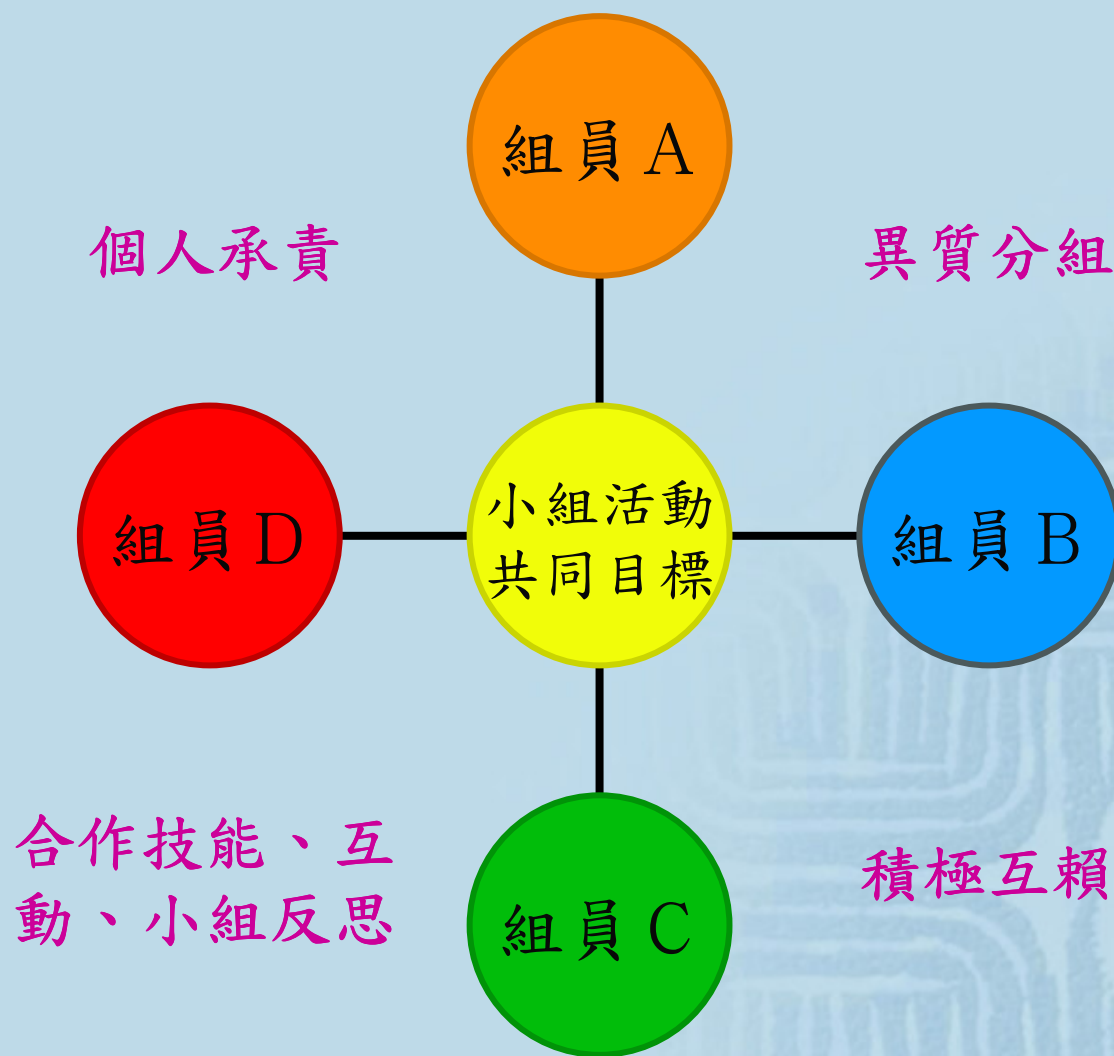 組員A
個人承責
異質分組
組員D
小組活動
共同目標
組員B
合作技能、互
動、小組反思
積極互賴
組員C